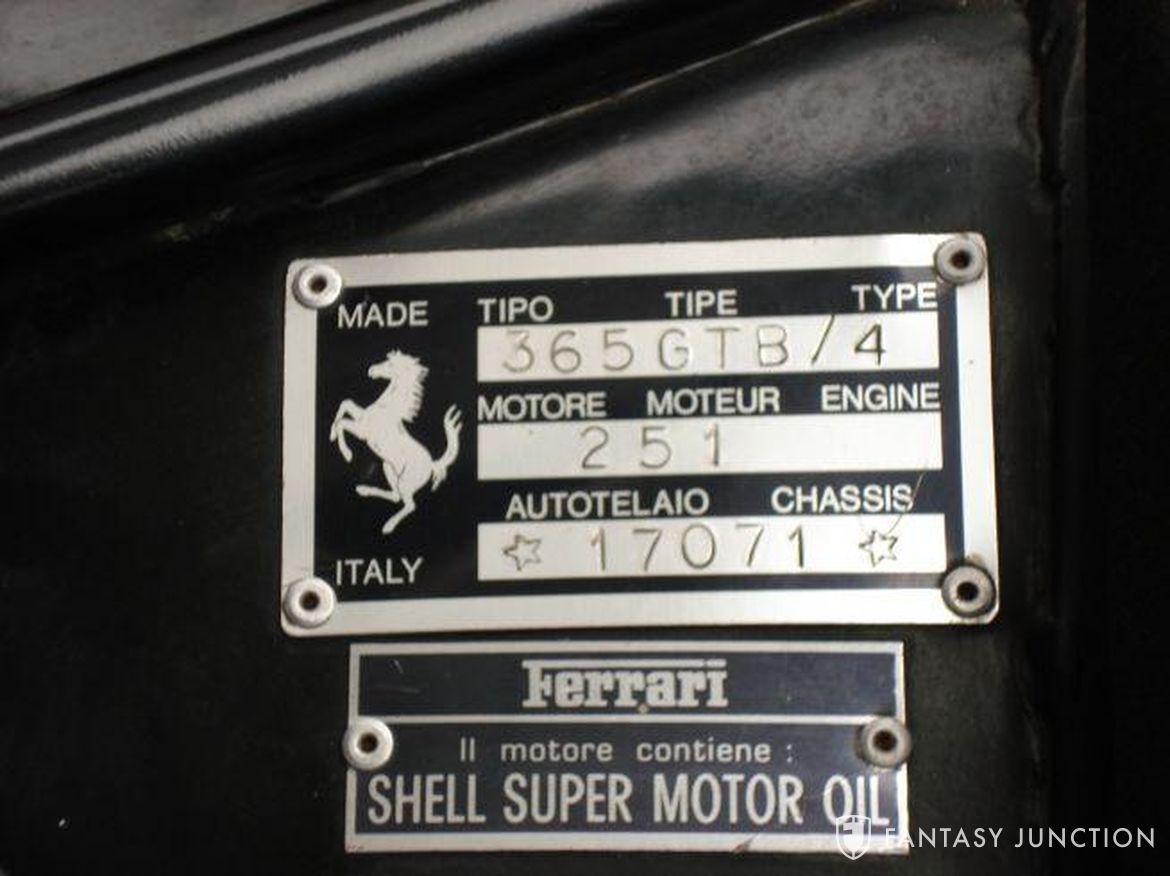 MADE
ITALY
TIPO TIPE TYPE
365GTB/4
MOTORE MOTEUR ENGINE
251
AUTOTELAIO CHASSIS
☆ 17071 ☆
Ferrari
Il motore contiene :
SHELL SUPER MOTOR OIL
FANTASY JUNCTION